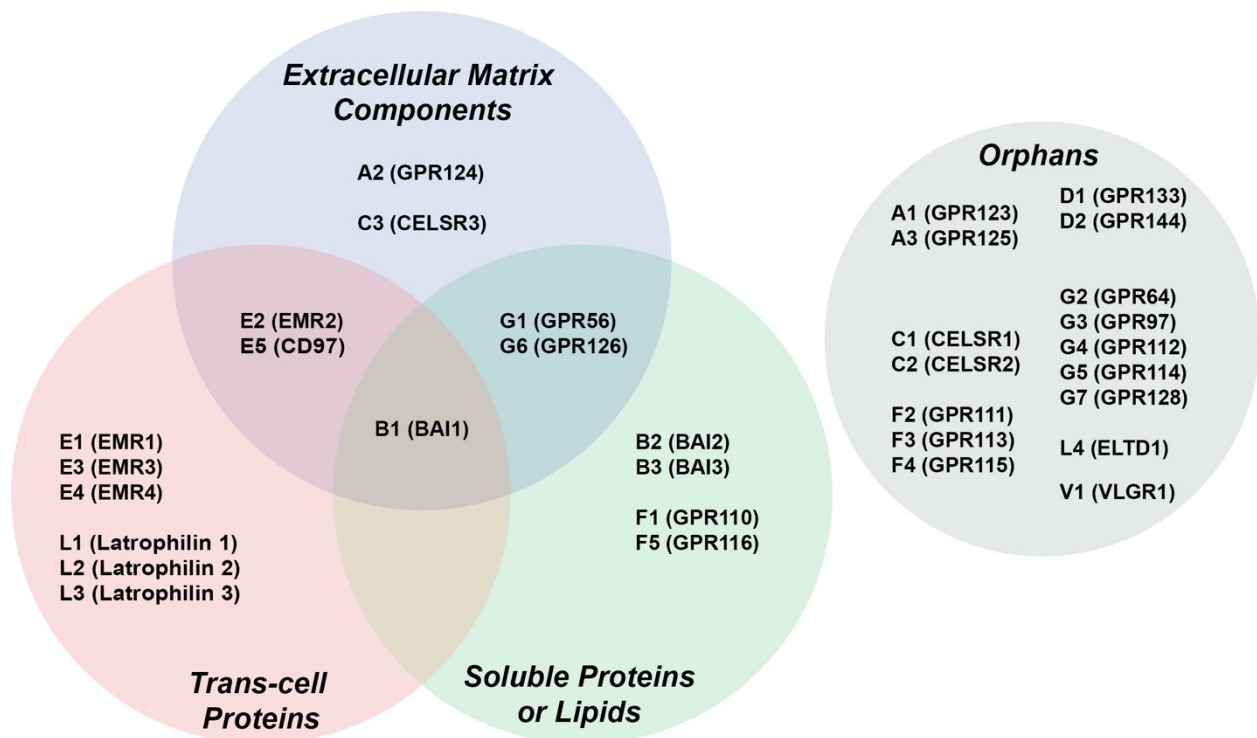 Extracellular Matrix
Components
A2 (GPR124)
C3 (CELSR3)
E2 (EMR2)
E5 (CD97)
G1 (GPR56)
G6 (GPR126)
B1 (BAI1)
E1 (EMR1)
E3 (EMR3)
E4 (EMR4)
L1 (Latrophilin 1)
L2 (Latrophilin 2)
L3 (Latrophilin 3)
B2 (BAI2)
B3 (BAI3)
F1 (GPR110)
F5 (GPR116)
Trans-cell
Proteins
Soluble Proteins
or Lipids
Orphans
A1 (GPR123)
A3 (GPR125)
C1 (CELSR1)
C2 (CELSR2)
F2 (GPR111)
F3 (GPR113)
F4 (GPR115)
D1 (GPR133)
D2 (GPR144)
G2 (GPR64)
G3 (GPR97)
G4 (GPR112)
G5 (GPR114)
G7 (GPR128)
L4 (ELTD1)
V1 (VLGR1)